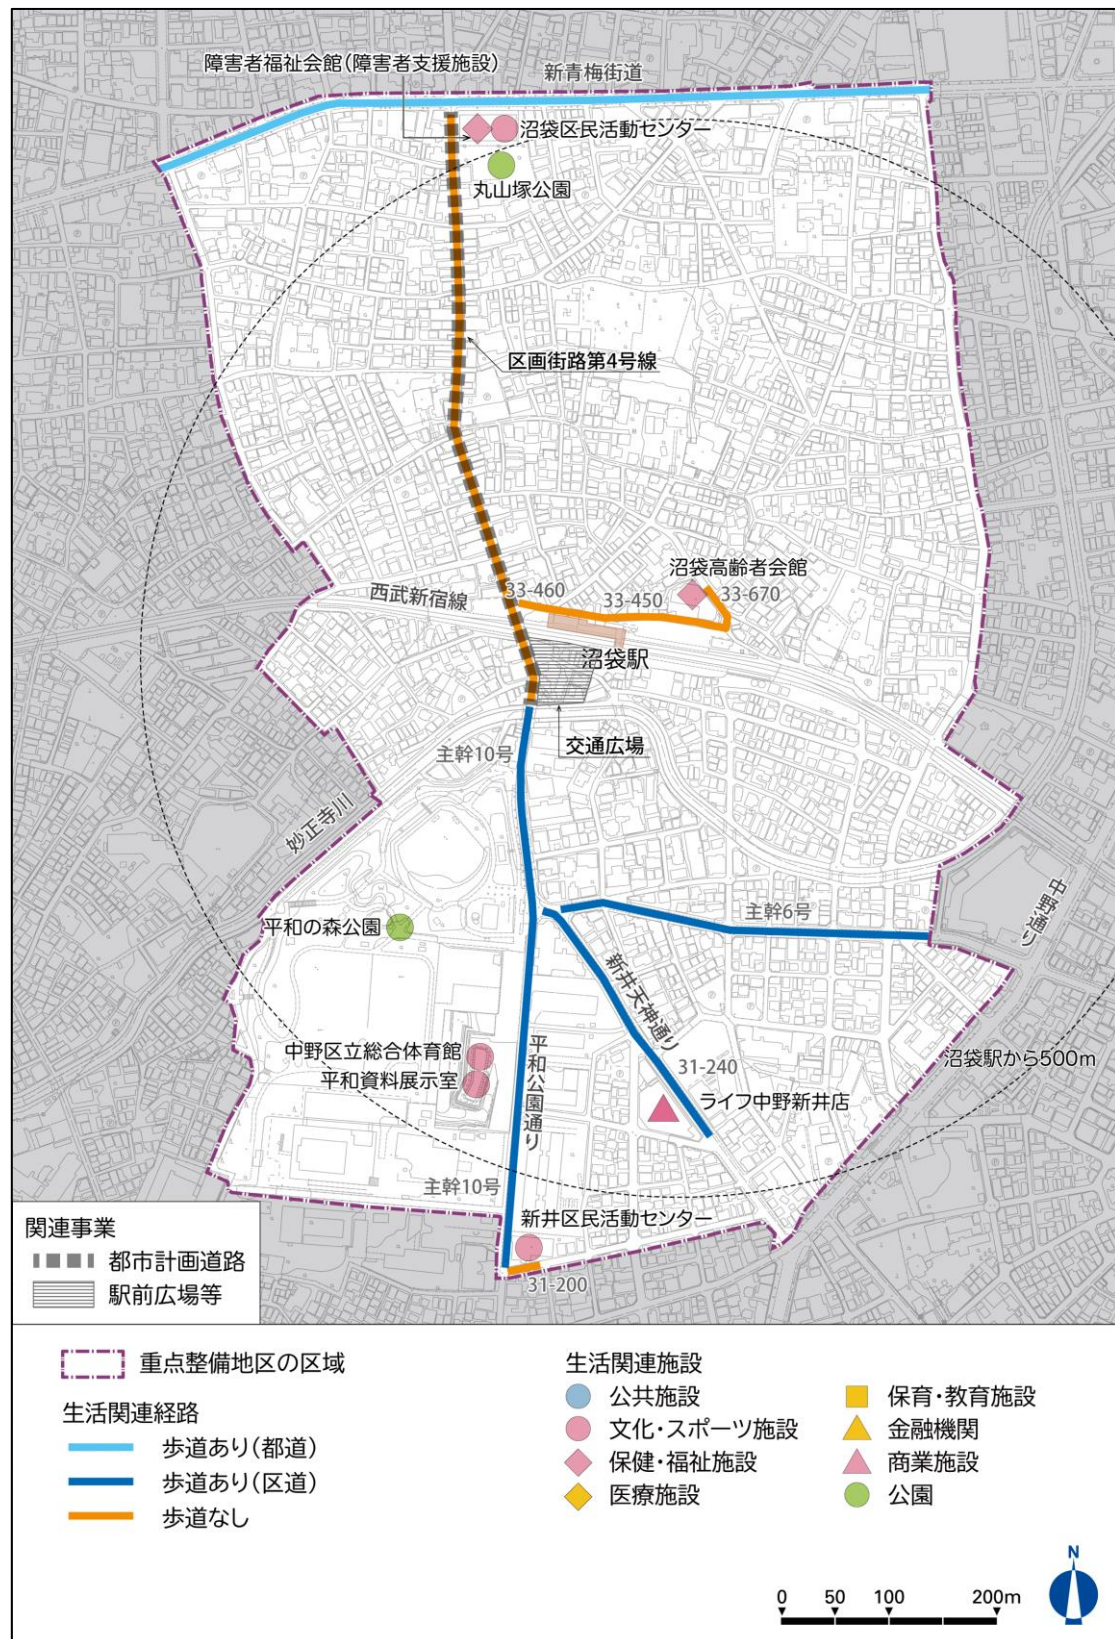 障害者福祉会館(障害者支援施設)
新青梅街道
沼袋区民活動センター
丸山塚公園
区画街路第4号線
沼袋高齢者会館
33-460
33-450
33-670
西武新宿線
沼袋駅
交通広場
主幹10号
妙正寺川
中野通り
主幹6号
平和の森公園
新井天神通り
中野区立総合体育館
平和資料展示室
平和公園通り
31-240
沼袋駅から500m
ライフ中野新井店
主幹10号
新井区民活動センター
31-200
関連事業
都市計画道路
駅前広場等
重点整備地区の区域
生活関連経路
歩道あり(都道)
歩道あり(区道)
歩道なし
生活関連施設
公共施設
文化・スポーツ施設
保健・福祉施設
医療施設
保育・教育施設
金融機関
商業施設
公園
N
0 50 100 200m